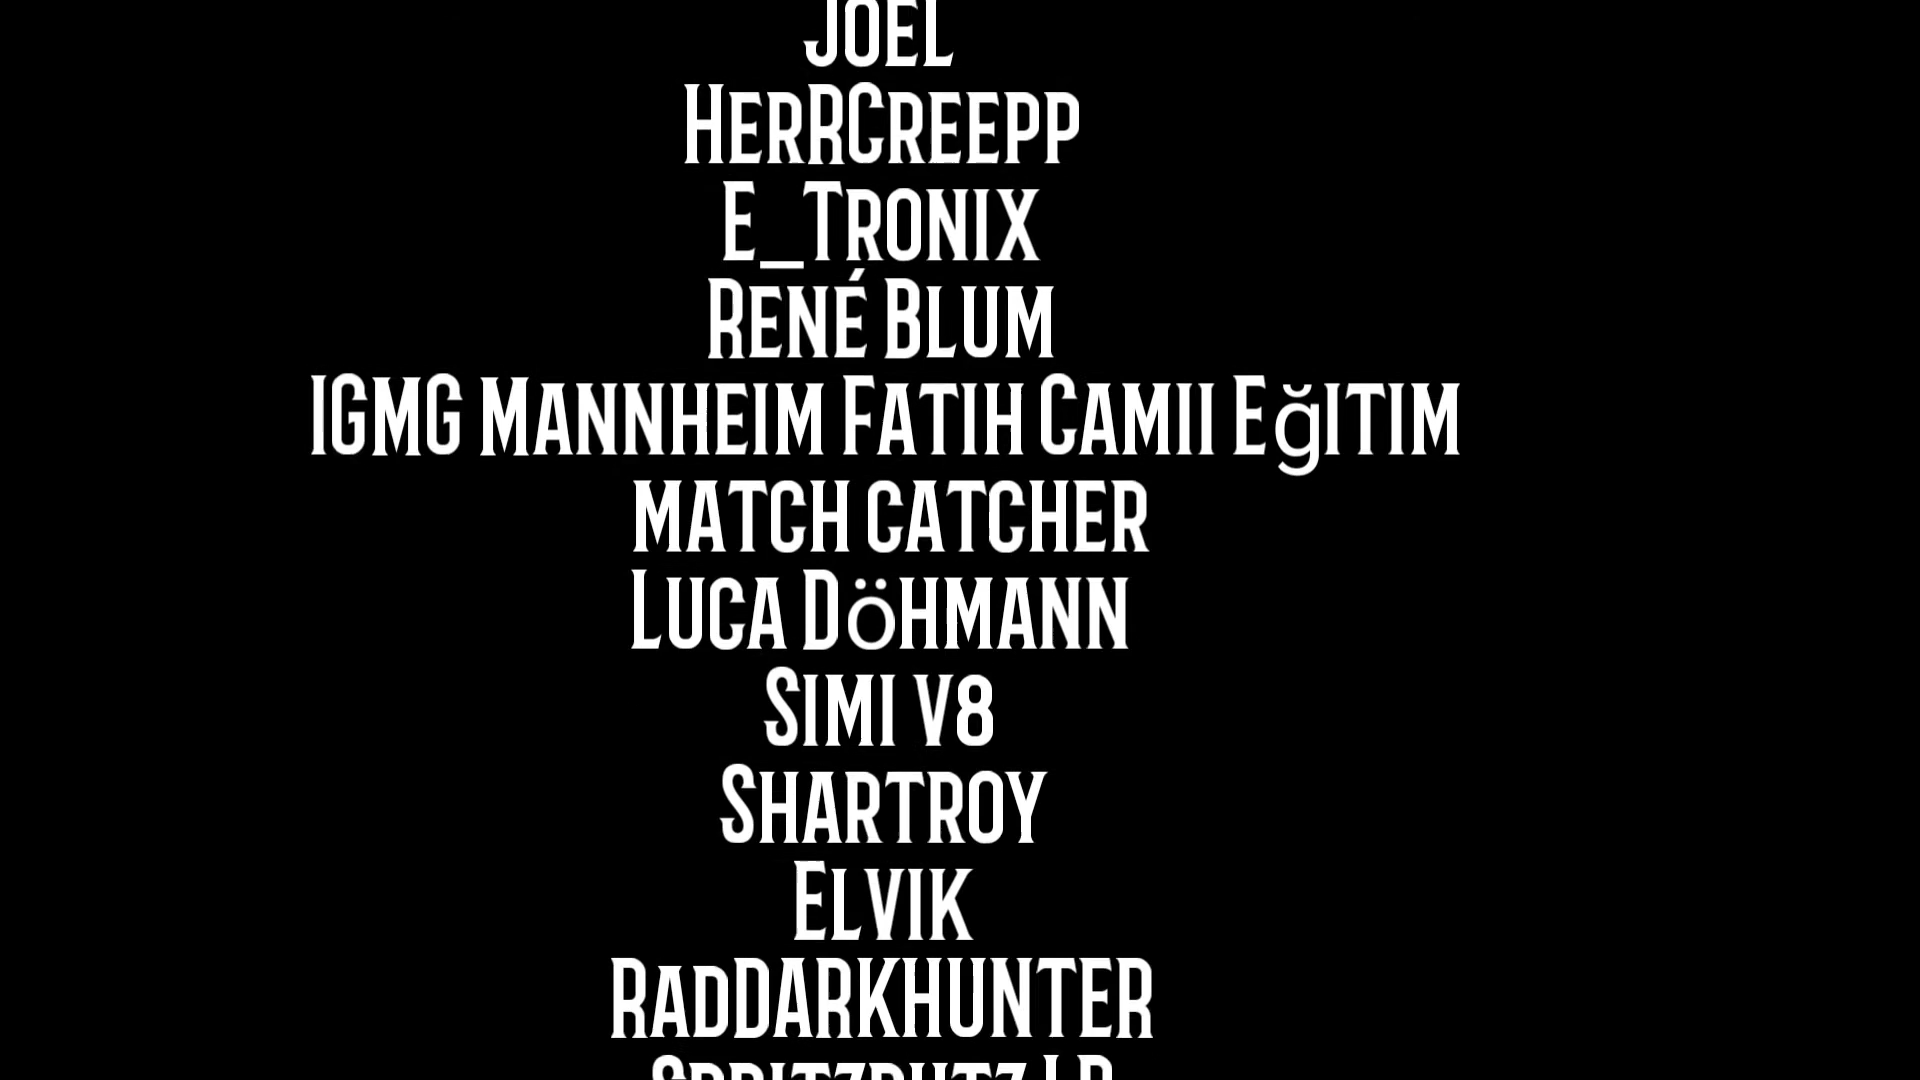 Joel
HerRCreepp
E_Tronix
René Blum
IGMG Mannheim Fatih Camii Eğitim
match catcher
Luca Döhmann
Simi v8
Shartroy
Elvik
RadDARKHUNTER